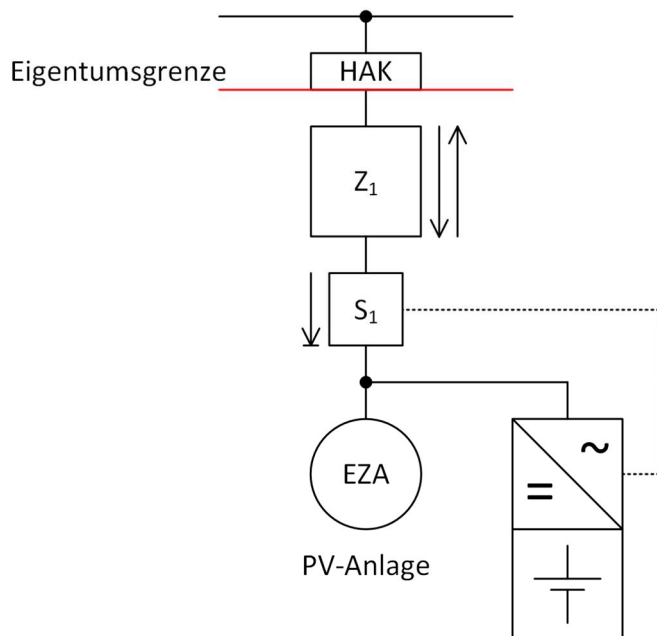 HAK
Eigentumsgrenze
Z₁
S₁
EZA
~
=
PV-Anlage